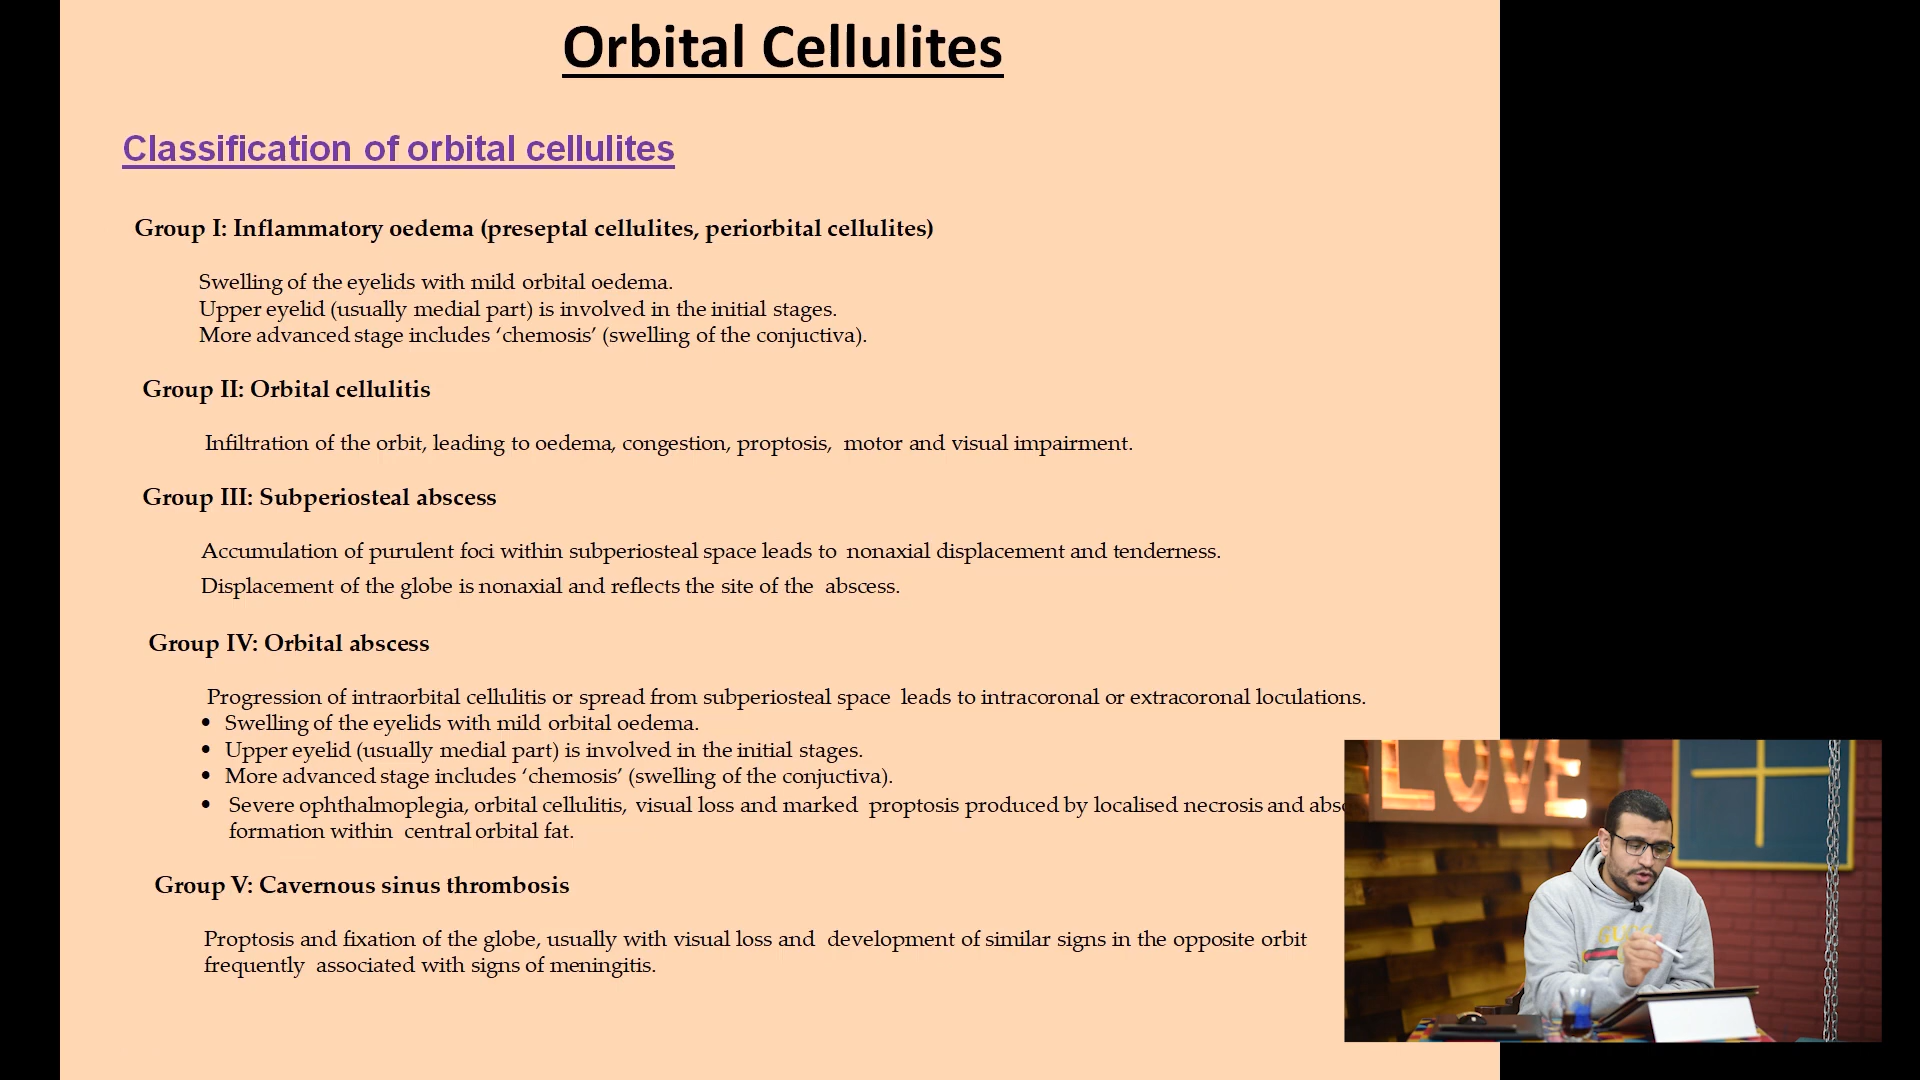 Orbital Cellulites
Classification of orbital cellulites
Group I: Inflammatory oedema (preseptal cellulites, periorbital cellulites)
Swelling of the eyelids with mild orbital oedema.
Upper eyelid (usually medial part) is involved in the initial stages.
More advanced stage includes ‘chemosis’ (swelling of the conjuctiva).
Group II: Orbital cellulitis
Infiltration of the orbit, leading to oedema, congestion, proptosis, motor and visual impairment.
Group III: Subperiosteal abscess
Accumulation of purulent foci within subperiosteal space leads to nonaxial displacement and tenderness.
Displacement of the globe is nonaxial and reflects the site of the abscess.
Group IV: Orbital abscess
Progression of intraorbital cellulitis or spread from subperiosteal space leads to intracoronal or extracoronal loculations.
• Swelling of the eyelids with mild orbital oedema.
• Upper eyelid (usually medial part) is involved in the initial stages.
• More advanced stage includes ‘chemosis’ (swelling of the conjuctiva).
• Severe ophthalmoplegia, orbital cellulitis, visual loss and marked proptosis produced by localised necrosis and
formation within central orbital fat.
Group V: Cavernous sinus thrombosis
Proptosis and fixation of the globe, usually with visual loss and development of similar signs in the opposite orbit
frequently associated with signs of meningitis.
LOVE